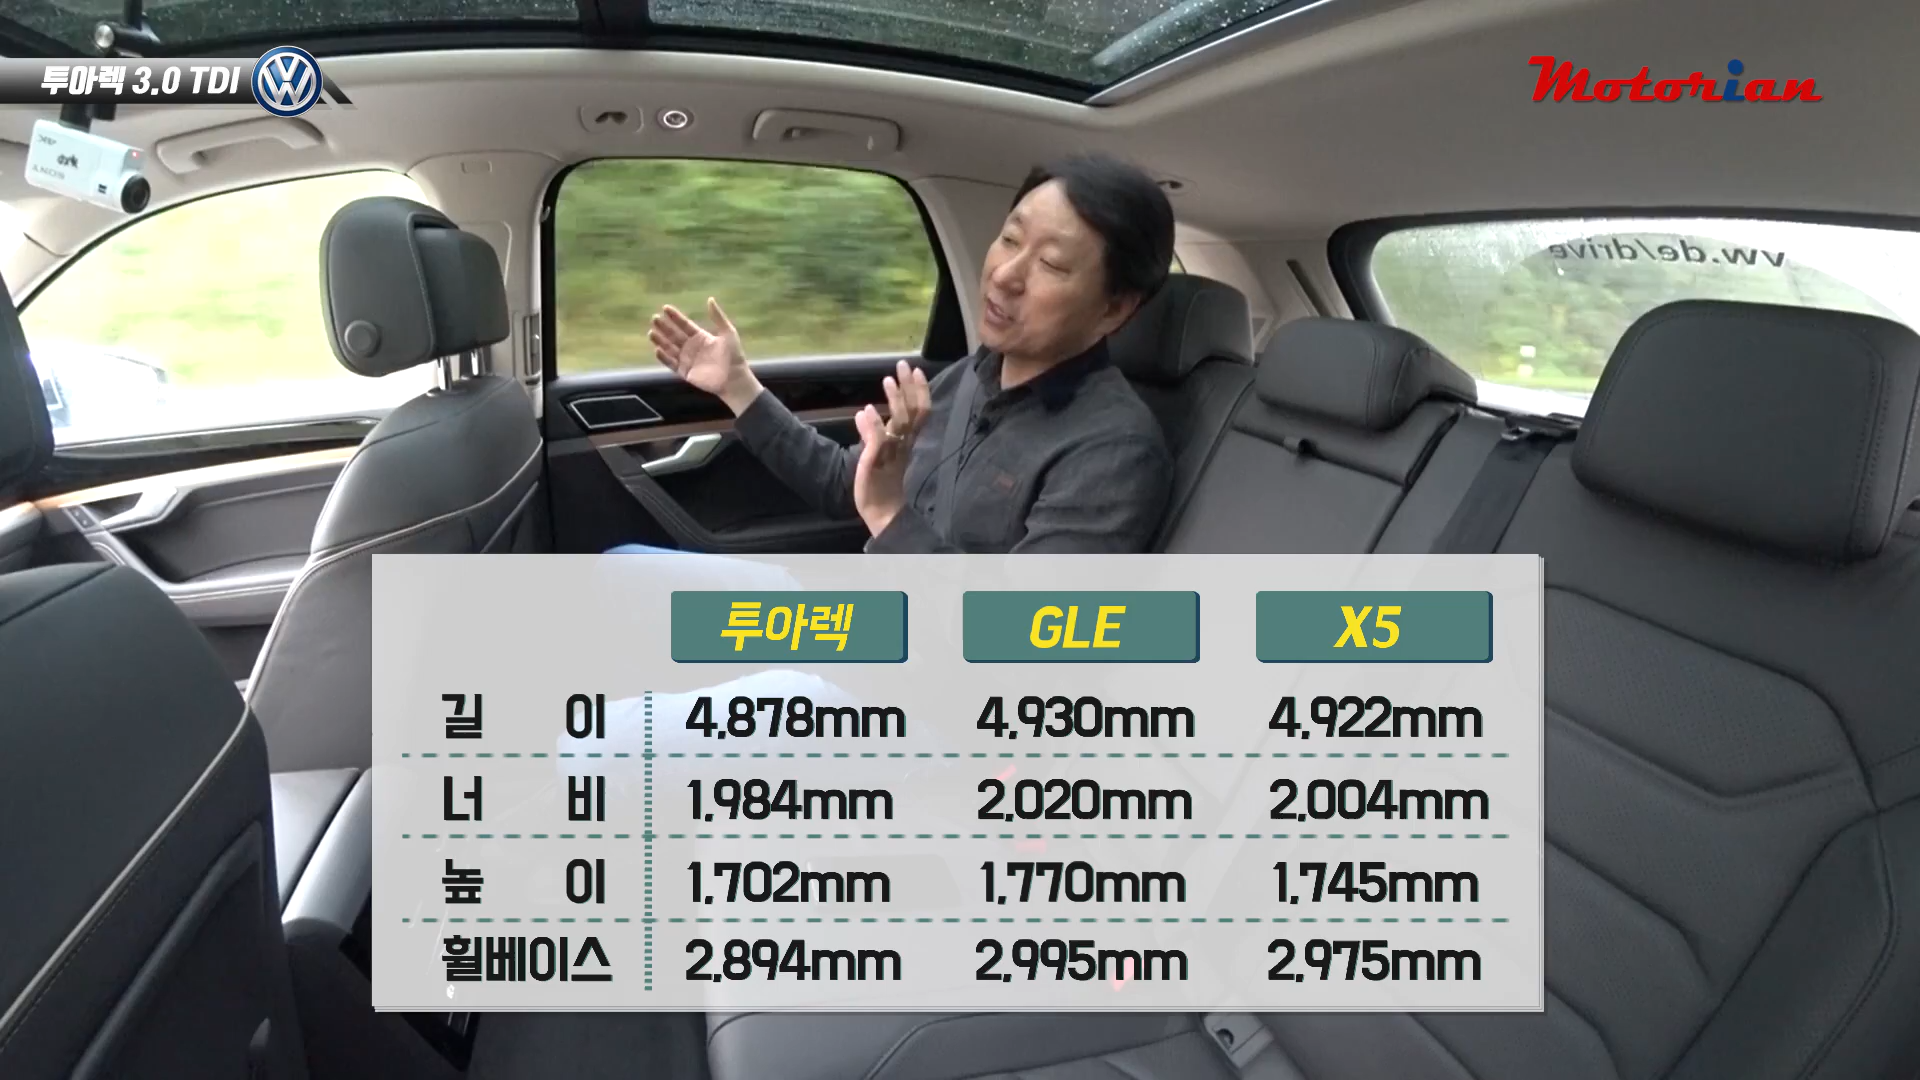 투아렉 3.0 TDI
Motorian
vw.de/drive
투아렉 GLE X5
길 이 4,878mm 4,930mm 4,922mm
너 비 1,984mm 2,020mm 2,004mm
높 이 1,702mm 1,770mm 1,745mm
휠베이스 2,894mm 2,995mm 2,975mm